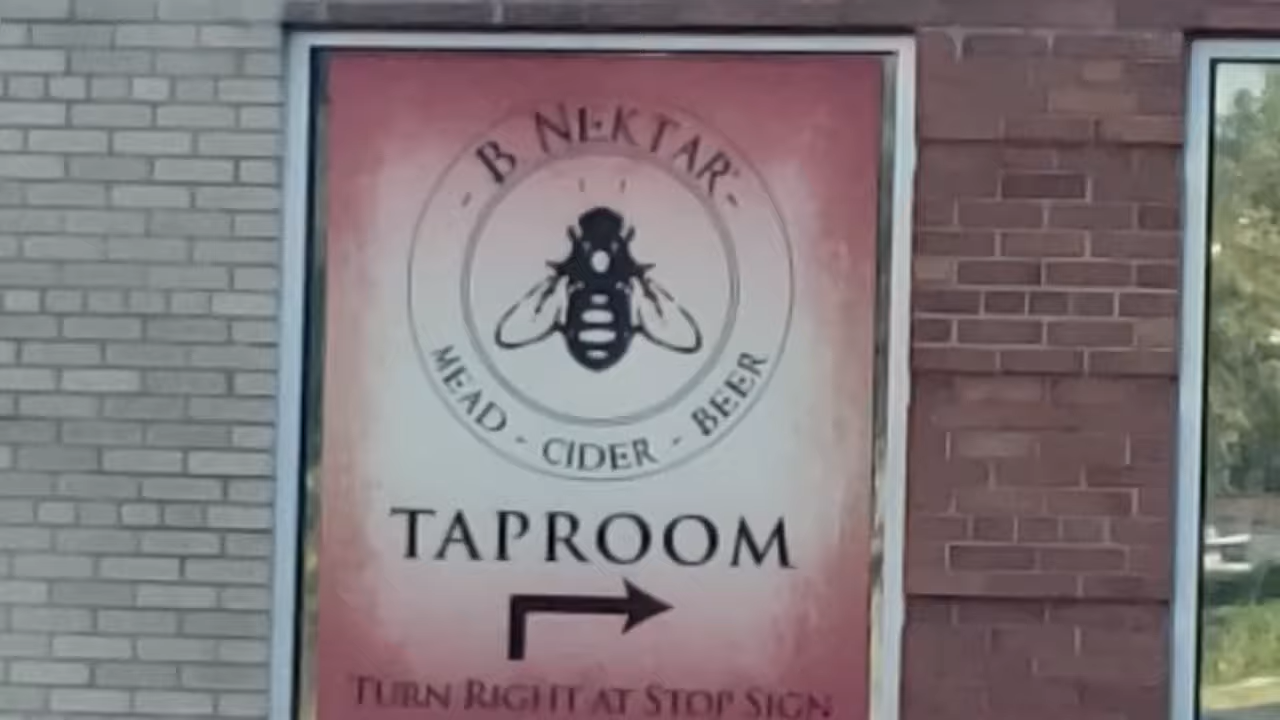 - B NEKTAR -
MEAD - CIDER - BEER
TAPROOM
TURN RIGHT AT STOP SIGN